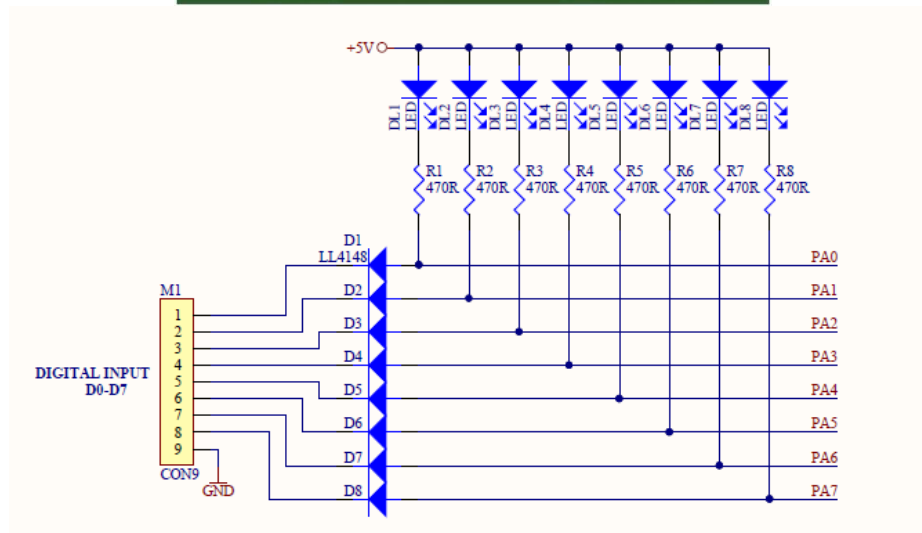 +5V
DL1 LED
DL2 LED
DL3 LED
DL4 LED
DL5 LED
DL6 LED
DL7 LED
DL8 LED
R1 R2 R3 R4 R5 R6 R7 R8
470R 470R 470R 470R 470R 470R 470R 470R
D1
LL4148 PA0
M1 D2 PA1
1
2 D3 PA2
3
DIGITAL INPUT 4 D4 PA3
D0-D7 5
6 D5 PA4
7
8 D6 PA5
9
CON9 D7 PA6
GND D8 PA7